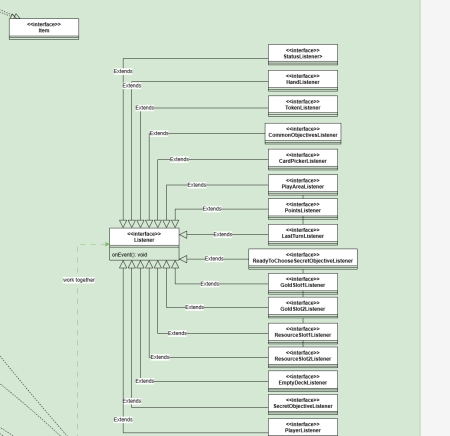 <<interface>>
Item
<<interface>>
StatusListener>
Extends
<<interface>>
HandListener
Extends
<<interface>>
TokenListener
Extends
<<interface>>
CommonObjectivesListener
Extends
<<interface>>
CardPickerListener
Extends
<<interface>>
PlayAreaListener
Extends
<<interface>>
PointsListener
Extends
<<interface>>
LastTurnListener
Extends
<<interface>>
Listener
onEvent(): void
<<interface>>
ReadyToChooseSecretObjectiveListener
Extends
work together
<<interface>>
GoldSlot1Listener
Extends
<<interface>>
GoldSlot2Listener
Extends
<<interface>>
ResourceSlot1Listener
Extends
<<interface>>
ResourceSlot2Listener
Extends
<<interface>>
EmptyDeckListener
Extends
<<interface>>
SecretObjectiveListener
Extends
<<interface>>
PlayerListener
Extends